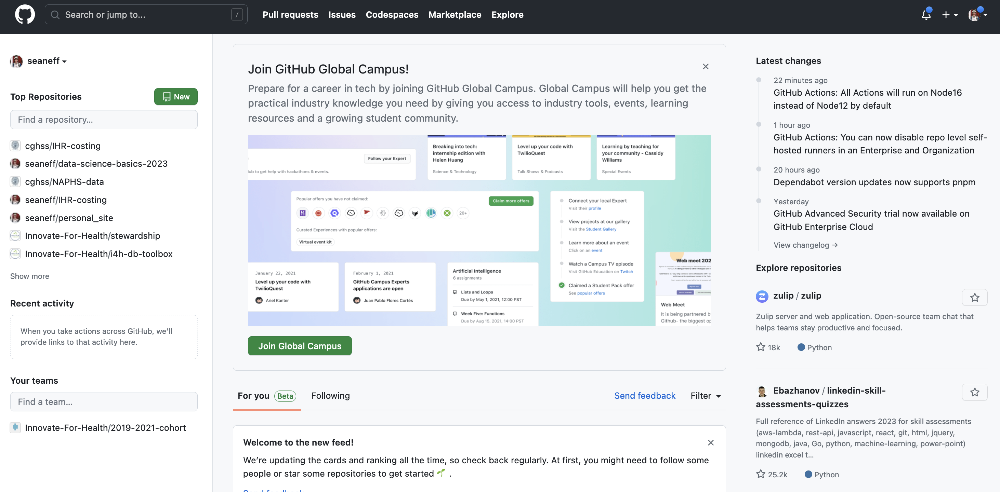 Search or jump to...
/
Pull requests
Issues
Codespaces
Marketplace
Explore
seaneff
Top Repositories
New
Find a repository...
cghss/IHR-costing
seaneff/data-science-basics-2023
cghss/NAPHS-data
seaneff/IHR-costing
seaneff/personal_site
Innovate-For-Health/stewardship
Innovate-For-Health/i4h-db-toolbox
Show more
Recent activity
When you take actions across GitHub, we’ll
provide links to that activity here.
Your teams
Find a team...
Innovate-For-Health/2019-2021-cohort
Join GitHub Global Campus!
Prepare for a career in tech by joining GitHub Global Campus. Global Campus will help you get the
practical industry knowledge you need by giving you access to industry tools, events, learning
resources and a growing student community.
Follow your Expert
to get help with hackathons & events.
Breaking into tech:
internship edition with
Helen Huang
Science & Technology
Level up your code with
TwilioQuest
Talk Shows & Podcasts
Learning by teaching for
your community - Cassidy
Williams
Special Events
Popular offers you have not claimed:
Claim more offers
20+
Curated Experiences with popular offers:
Virtual event kit
Connect your local Expert
Visit their profile
View projects at our gallery
Visit the Student Gallery
Learn more about an event
Click on an event
Watch a Campus TV episode
Visit GitHub Education on Twitch
Claimed a Student Pack offer
See popular offers
January 22, 2021
Level up your code with
TwilioQuest
Ariel Kanter
February 1, 2021
GitHub Campus Experts
applications are open
Juan Pablo Flores Cortés
Artificial Intelligence
6 assignments
Lists and Loops
Due by May 1, 2021, 12:00 PST
Week Five: Functions
Due by Aug 15, 2021, 14:00 PST
Web meet 202
Web Meet
It is being partnered b
Github- the biggest op
Join Global Campus
For you
Beta
Following
Send feedback
Filter
Welcome to the new feed!
We’re updating the cards and ranking all the time, so check back regularly. At first, you might need to follow some
people or star some repositories to get started 🌱 .
Send feedback
Latest changes
22 minutes ago
GitHub Actions: All Actions will run on Node16
instead of Node12 by default
1 hour ago
GitHub Actions: You can now disable repo level self-
hosted runners in an Enterprise and Organization
20 hours ago
Dependabot version updates now supports pnpm
Yesterday
GitHub Advanced Security trial now available on
GitHub Enterprise Cloud
View changelog →
Explore repositories
zulip / zulip
Zulip server and web application. Open-source team chat that
helps teams stay productive and focused.
18k
Python
Ebazhanov / linkedin-skill-
assessments-quizzes
Full reference of LinkedIn answers 2023 for skill assessments
(aws-lambda, rest-api, javascript, react, git, html, jquery,
mongodb, java, Go, python, machine-learning, power-point)
linkedin excel t...
25.2k
Python